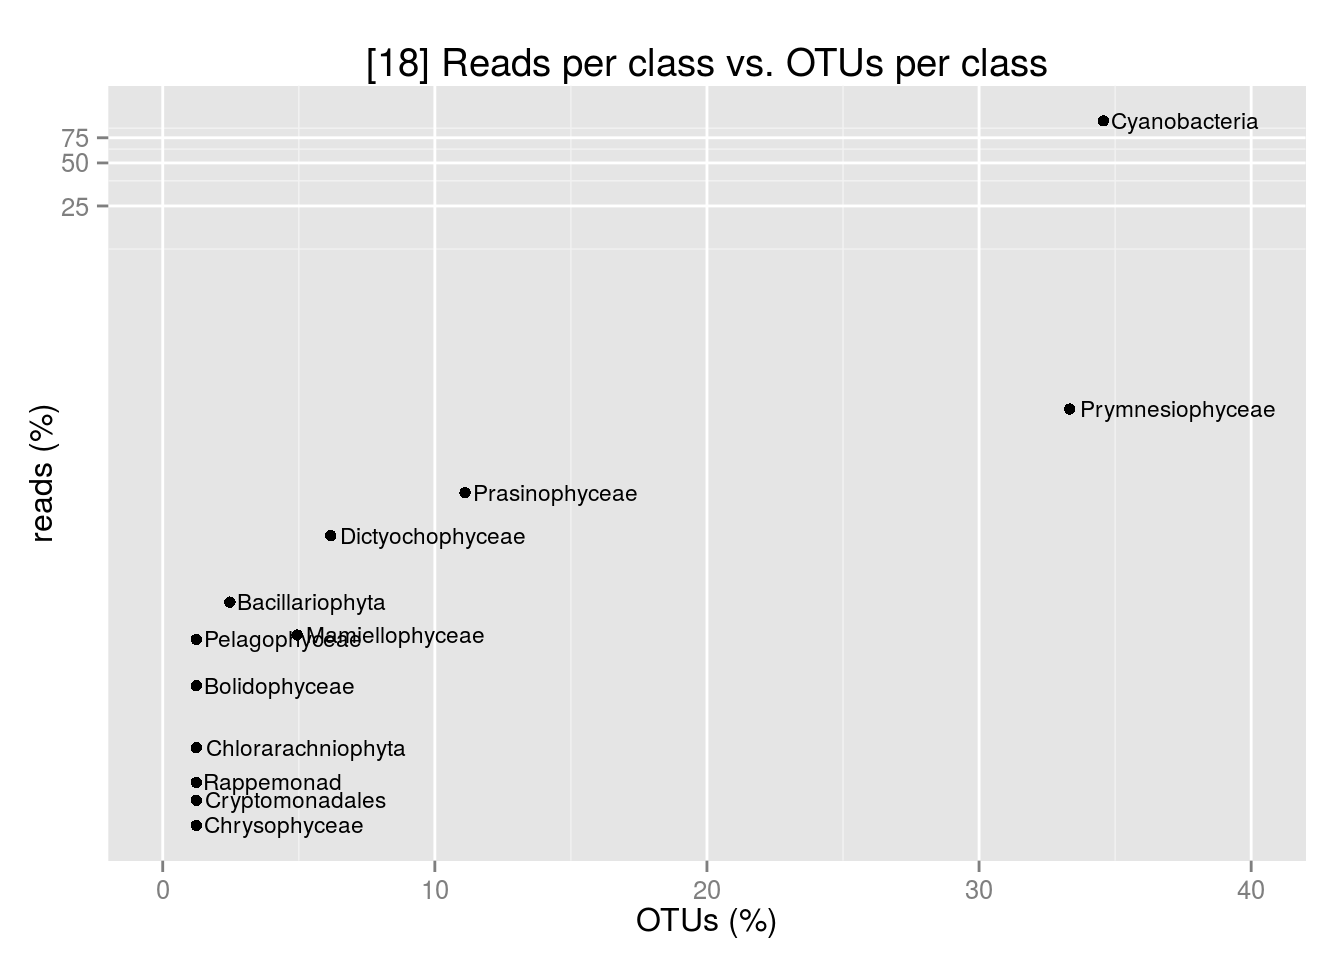 [18] Reads per class vs. OTUs per class
75
50
25
reads (%)
Cyanobacteria
Prymnesiophyceae
Prasinophyceae
Dictyochophyceae
Bacillariophyta
Mamiellophyceae
Pelagophyceae
Bolidophyceae
Chlorarachniophyta
Rappemonad
Cryptomonadales
Chrysophyceae
0 10 20 30 40
OTUs (%)